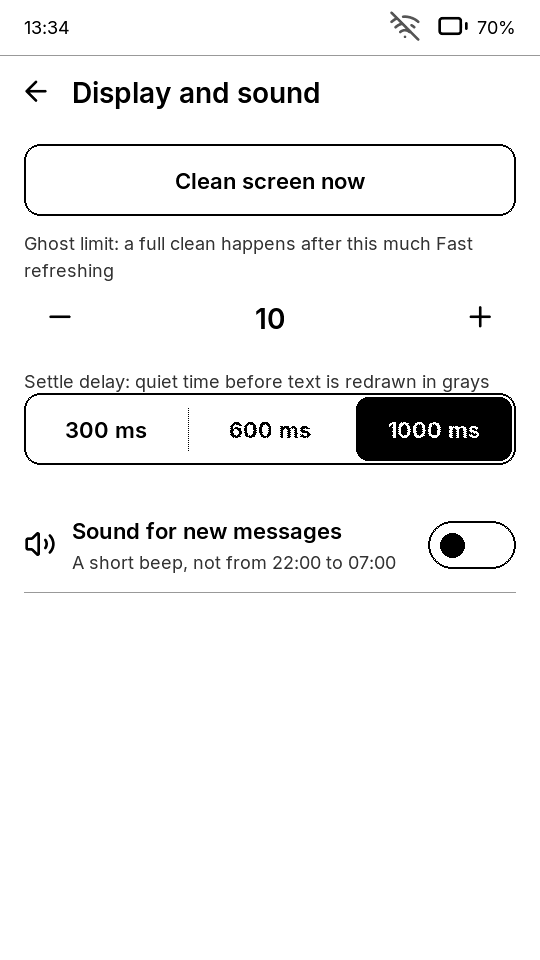 13:34
70%
Display and sound
Clean screen now
Ghost limit: a full clean happens after this much Fast
refreshing
10
Settle delay: quiet time before text is redrawn in grays
300 ms
600 ms
1000 ms
Sound for new messages
A short beep, not from 22:00 to 07:00